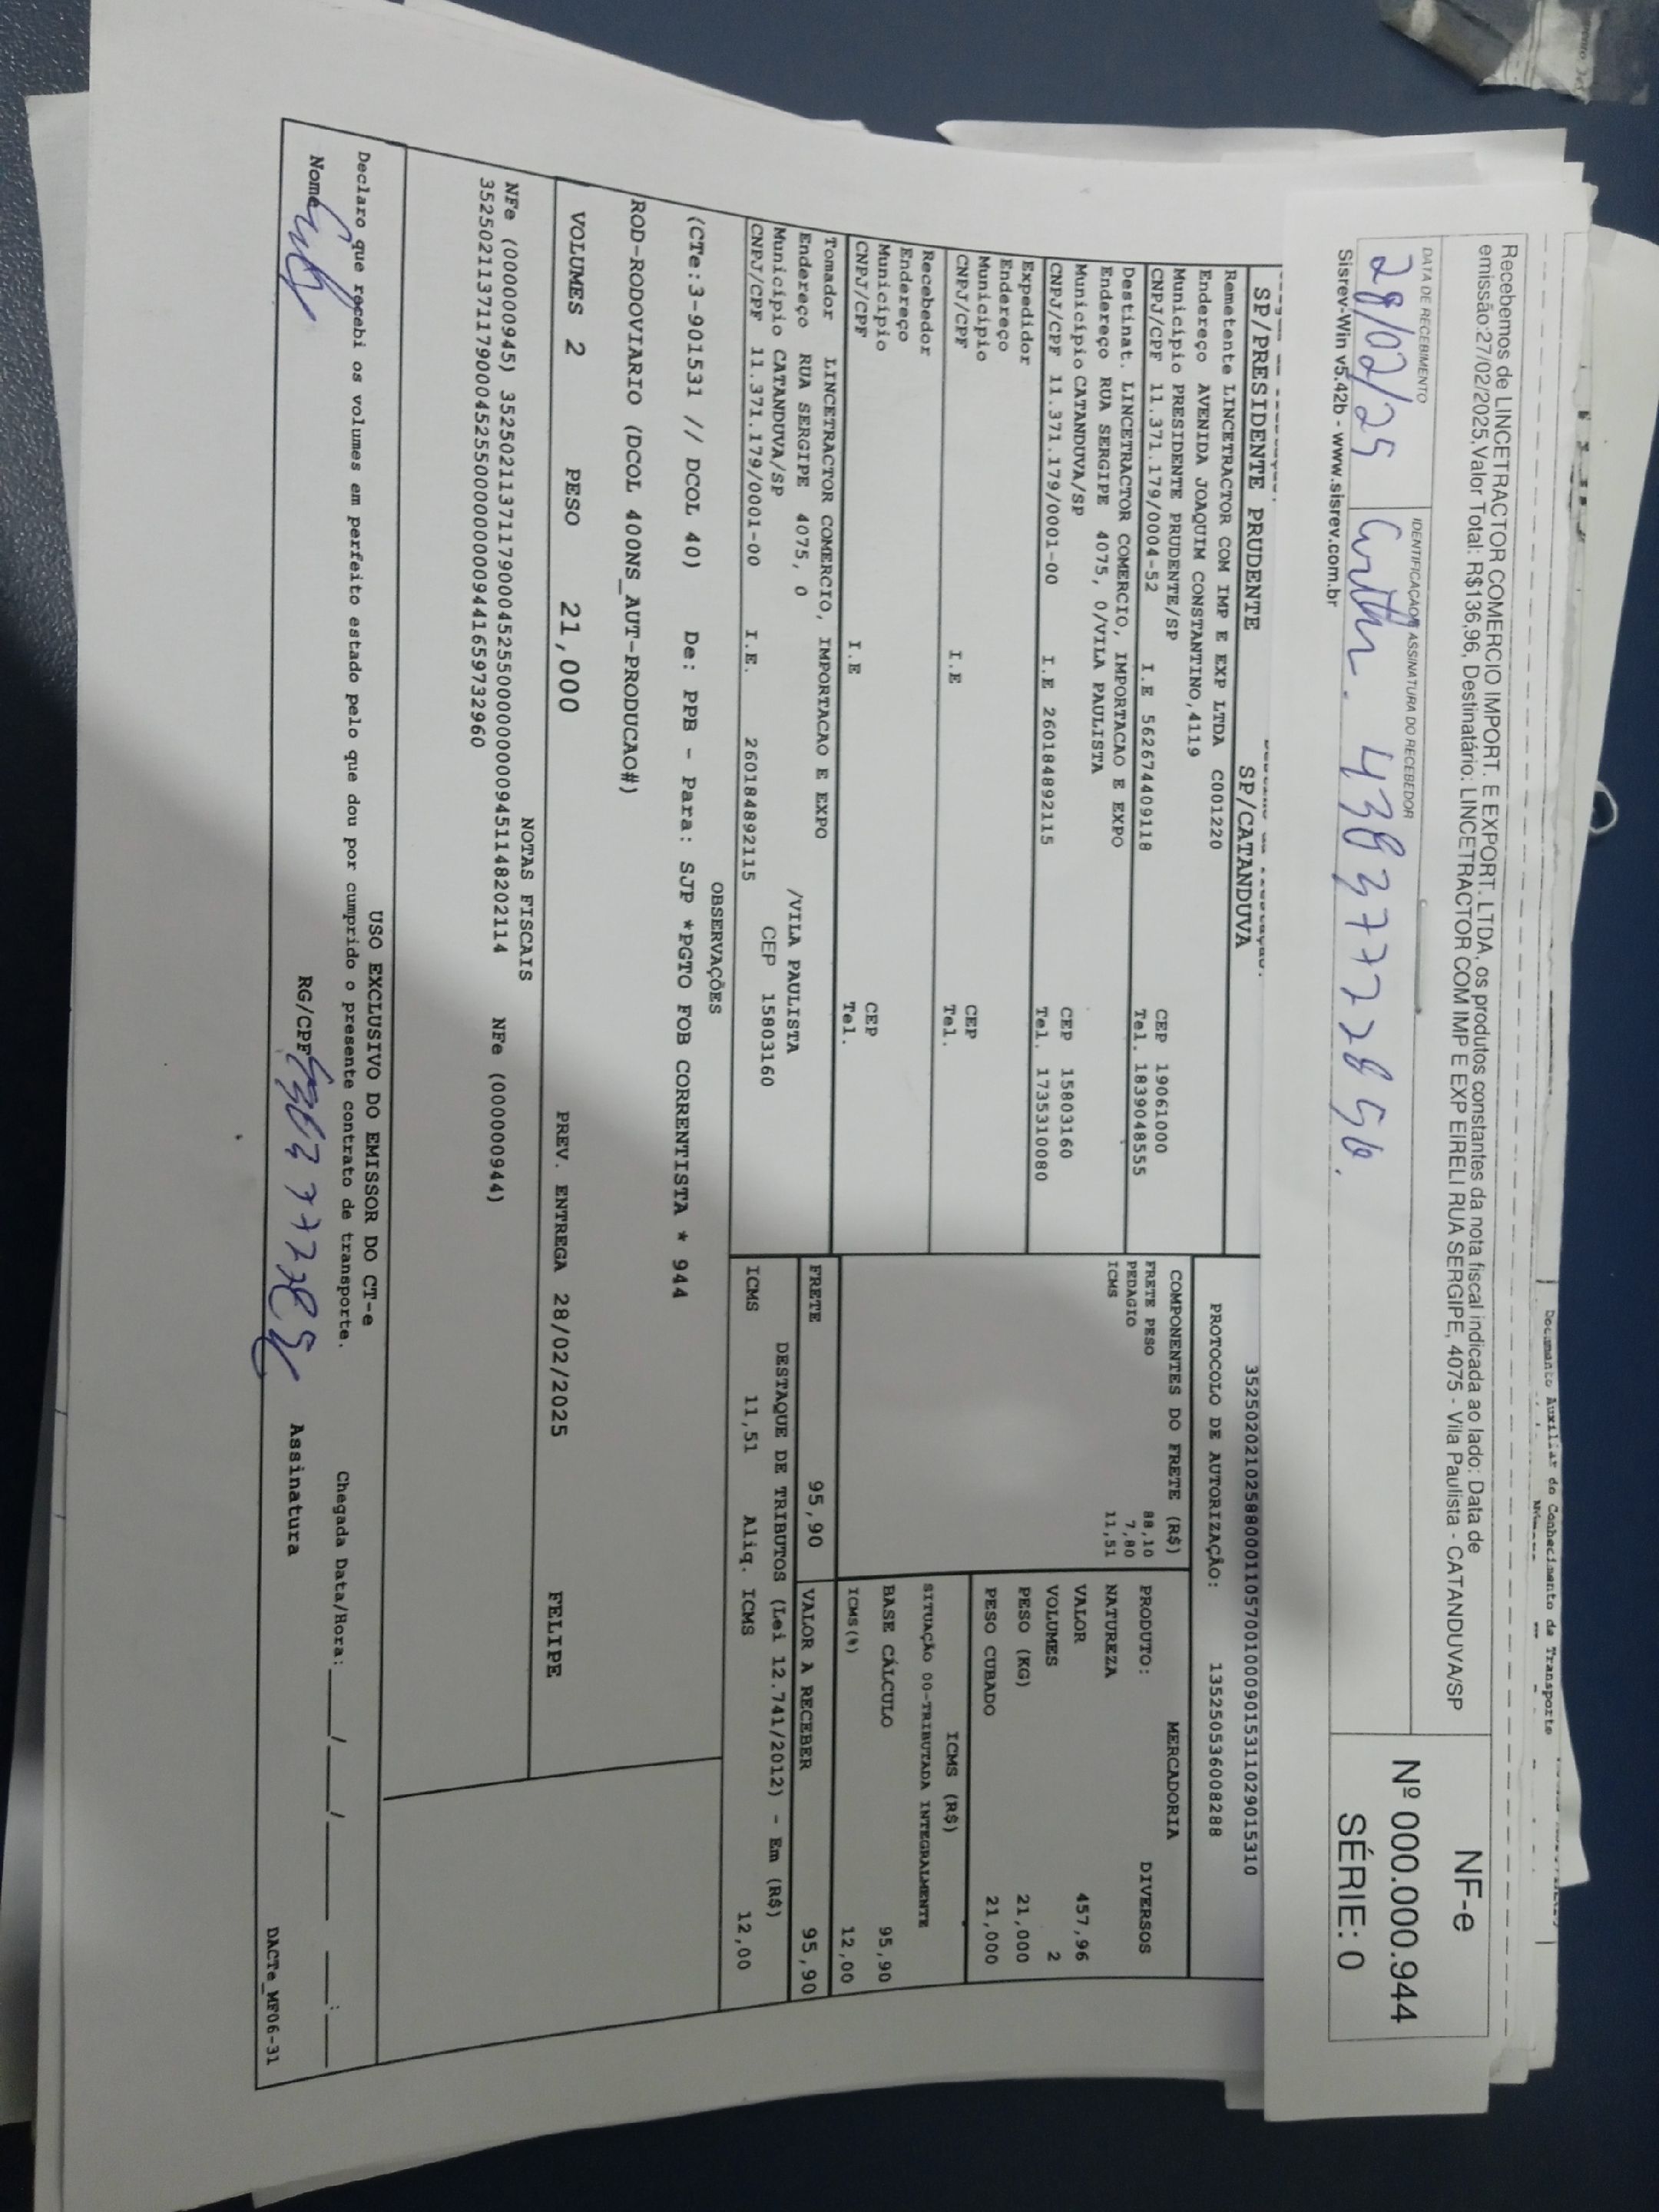 Documento Auxiliar do Conhecimento de Transporte
Recebemos de LINCETRACTOR COMERCIO IMPORT. E EXPORT. LTDA, os produtos constantes da nota fiscal indicada ao lado: Data de
emissão:27/02/2025,Valor Total: R$136,96, Destinatário: LINCETRACTOR COM IMP E EXP EIRELI RUA SERGIPE, 4075 - Vila Paulista - CATANDUVA/SP
NF-e
Nº 000.000.944
SÉRIE: 0
DATA DE RECEBIMENTO
IDENTIFICAÇÃO E ASSINATURA DO RECEBEDOR
28/02/25
Sisrev-Win v5.42b - www.sisrev.com.br
SP/PRESIDENTE PRUDENTE SP/CATANDUVA
35250202102588000110570010009015311029015310
PROTOCOLO DE AUTORIZAÇÃO: 135250536008288
Remetente LINCETRACTOR COM IMP E EXP LTDA C001220
Endereço AVENIDA JOAQUIM CONSTANTINO,4119
Municipio PRESIDENTE PRUDENTE/SP CEP 19061000
CNPJ/CPF 11.371.179/0004-52 I.E 562674409118 Tel. 1839048555
Destinat. LINCETRACTOR COMERCIO, IMPORTACAO E EXPO
Endereço RUA SERGIPE 4075, 0/VILA PAULISTA
Municipio CATANDUVA/SP CEP 15803160
CNPJ/CPF 11.371.179/0001-00 I.E 260184892115 Tel. 1735310080
Expedidor
Endereço
Municipio CEP
CNPJ/CPF I.E Tel.
Recebedor
Endereço
Municipio CEP
CNPJ/CPF I.E Tel.
Tomador LINCETRACTOR COMERCIO, IMPORTACAO E EXPO
Endereço RUA SERGIPE 4075, 0 /VILA PAULISTA
Municipio CATANDUVA/SP CEP 15803160
CNPJ/CPF 11.371.179/0001-00 I.E. 260184892115
COMPONENTES DO FRETE (R$)
FRETE PESO 88,10
PEDAGIO 7,80
ICMS 11,51
MERCADORIA
PRODUTO: DIVERSOS
NATUREZA
VALOR 457,96
VOLUMES 2
PESO (KG) 21,000
PESO CUBADO 21,000
ICMS (R$)
SITUAÇÃO 00-TRIBUTADA INTEGRALMENTE
BASE CÁLCULO 95,90
ICMS(%) 12,00
FRETE 95,90 VALOR A RECEBER 95,90
DESTAQUE DE TRIBUTOS (Lei 12.741/2012) - Em (R$)
ICMS 11,51 Aliq. ICMS 12,00
OBSERVAÇÕES
(CTe:3-901531 // DCOL 40) De: PPB - Para: SJP *PGTO FOB CORRENTISTA * 944
ROD-RODOVIARIO (DCOL 400NS_AUT-PRODUCAO#)
VOLUMES 2 PESO 21,000 PREV. ENTREGA 28/02/2025 FELIPE
NOTAS FISCAIS
NFe (000000945) 35250211371179000452550000000009451148202114 NFe (000000944)
35250211371179000452550000000009441659732960
USO EXCLUSIVO DO EMISSOR DO CT-e
Declaro que recebi os volumes em perfeito estado pelo que dou por cumprido o presente contrato de transporte. Chegada Data/Hora:____/____/______ ____:____
Nome RG/CPF Assinatura
DACTe_MF06-31